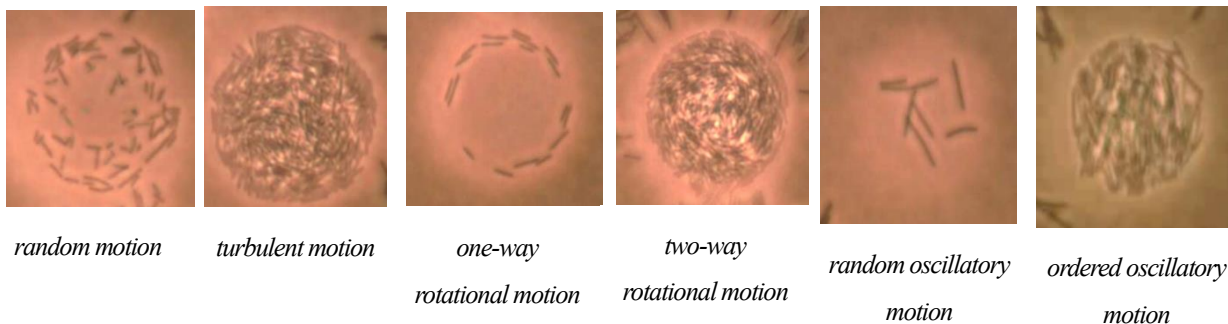 random motion
turbulent motion
one-way
rotational motion
two-way
rotational motion
random oscillatory
motion
ordered oscillatory
motion